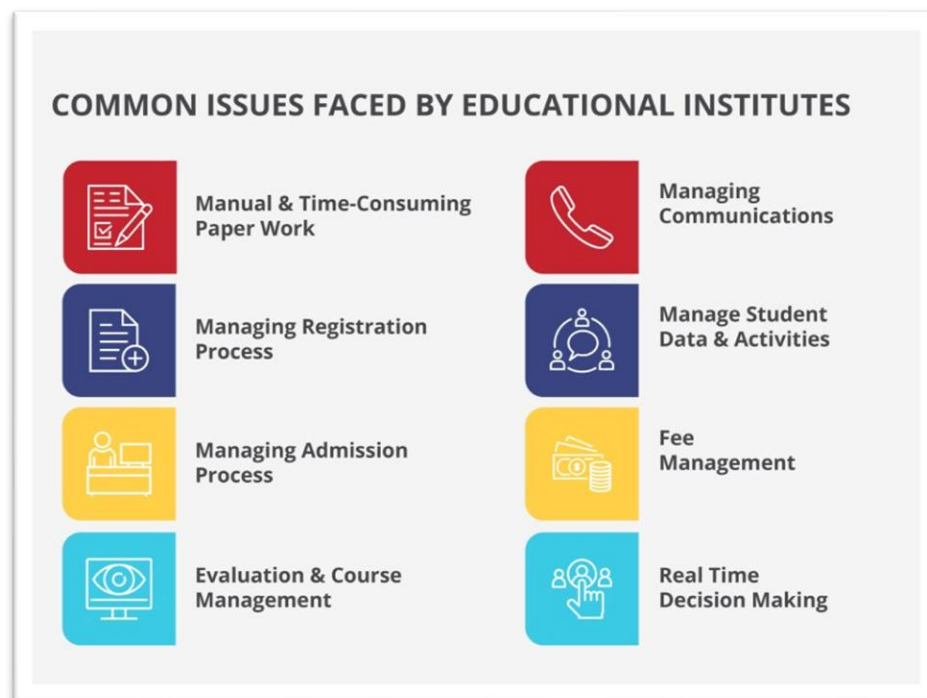 COMMON ISSUES FACED BY EDUCATIONAL INSTITUTES
Manual & Time-Consuming
Paper Work
Managing Registration
Process
Managing Admission
Process
Evaluation & Course
Management
Managing
Communications
Manage Student
Data & Activities
Fee
Management
Real Time
Decision Making